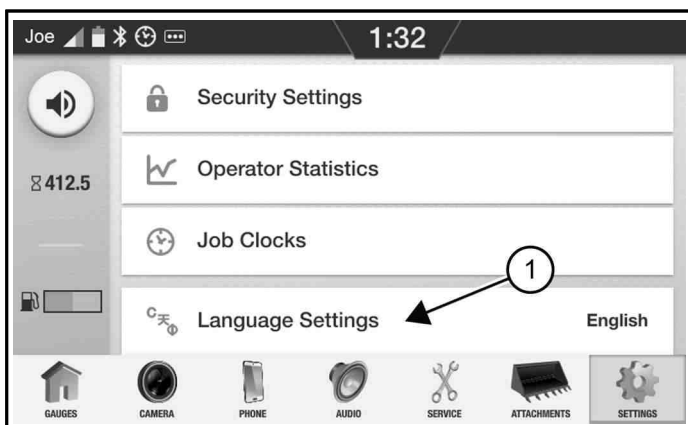 Joe
1:32
Security Settings
412.5
Operator Statistics
Job Clocks
1
Language Settings English
GAUGES CAMERA PHONE AUDIO SERVICE ATTACHMENTS SETTINGS